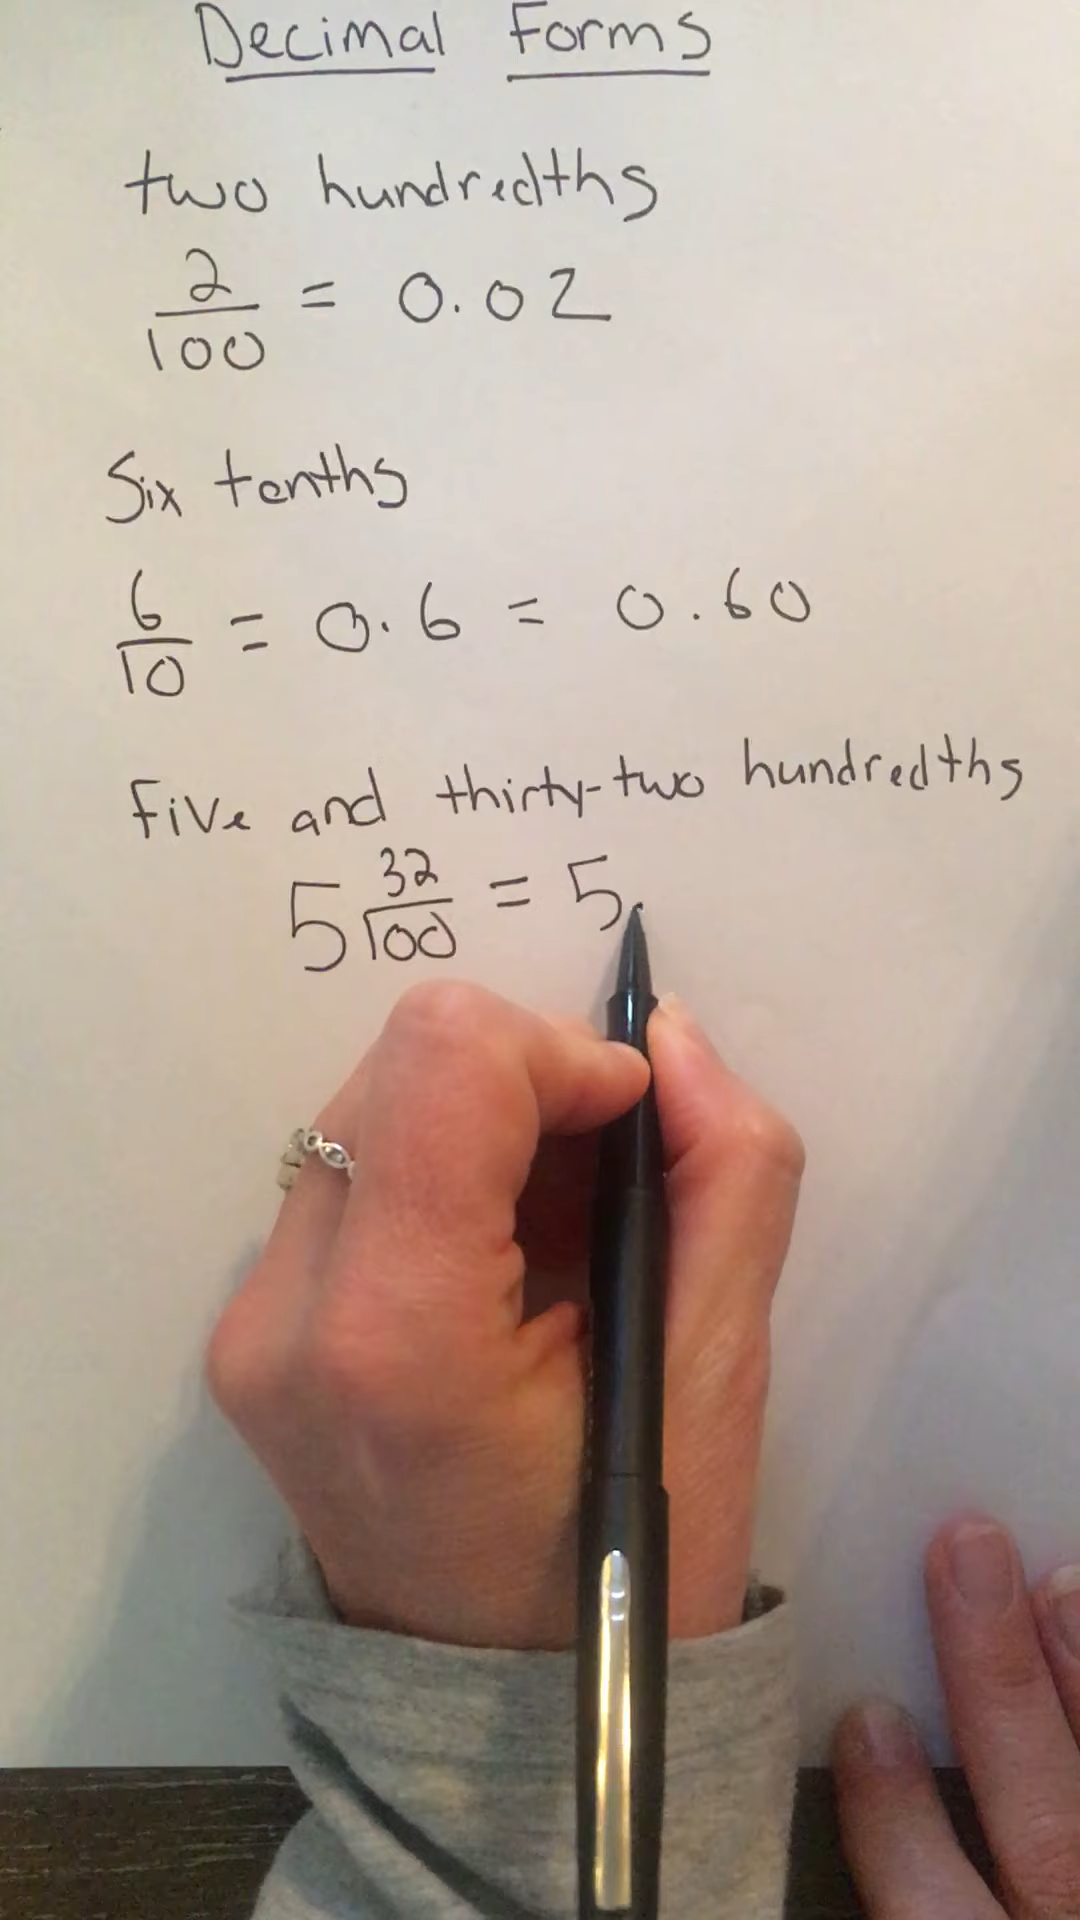 Decimal Forms
two hundredths
2/100 = 0.02
Six tenths
6/10 = 0.6 = 0.60
Five and thirty-two hundredths
5 32/100 = 5.